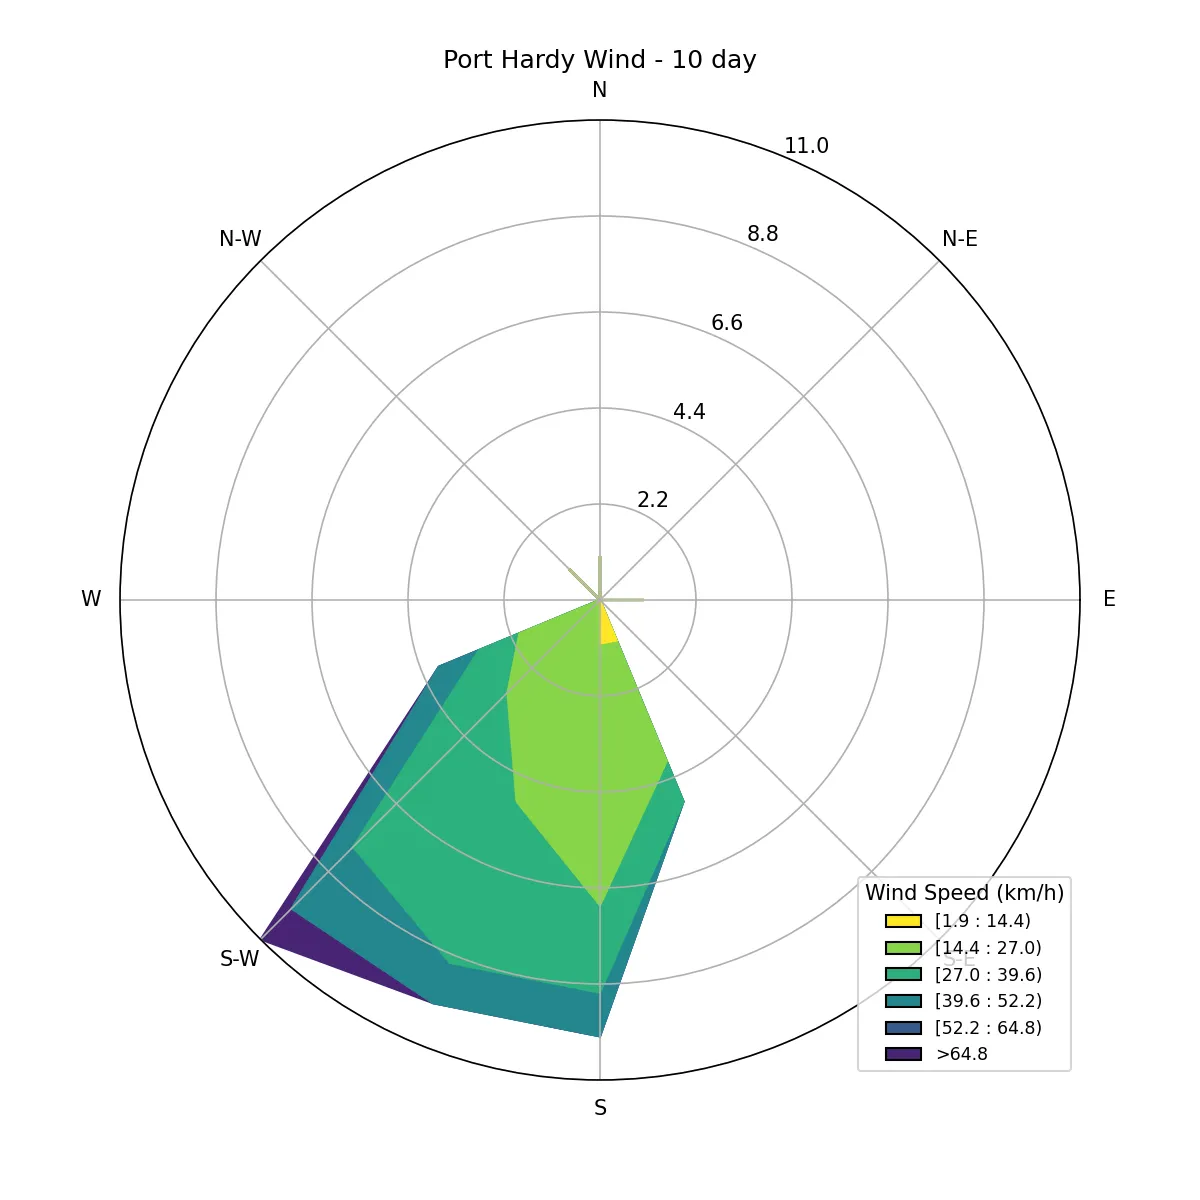 Port Hardy Wind - 10 day
N
11.0
N-W
N-E
8.8
6.6
4.4
2.2
W
E
S-W
S-E
Wind Speed (km/h)
[1.9 : 14.4)
[14.4 : 27.0)
[27.0 : 39.6)
[39.6 : 52.2)
[52.2 : 64.8)
>64.8
S